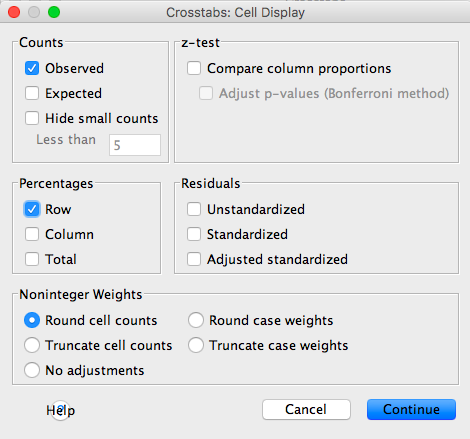 Crosstabs: Cell Display
Counts
Observed
Expected
Hide small counts
Less than 5
z-test
Compare column proportions
Adjust p-values (Bonferroni method)
Percentages
Row
Column
Total
Residuals
Unstandardized
Standardized
Adjusted standardized
Noninteger Weights
Round cell counts
Round case weights
Truncate cell counts
Truncate case weights
No adjustments
Help
Cancel
Continue